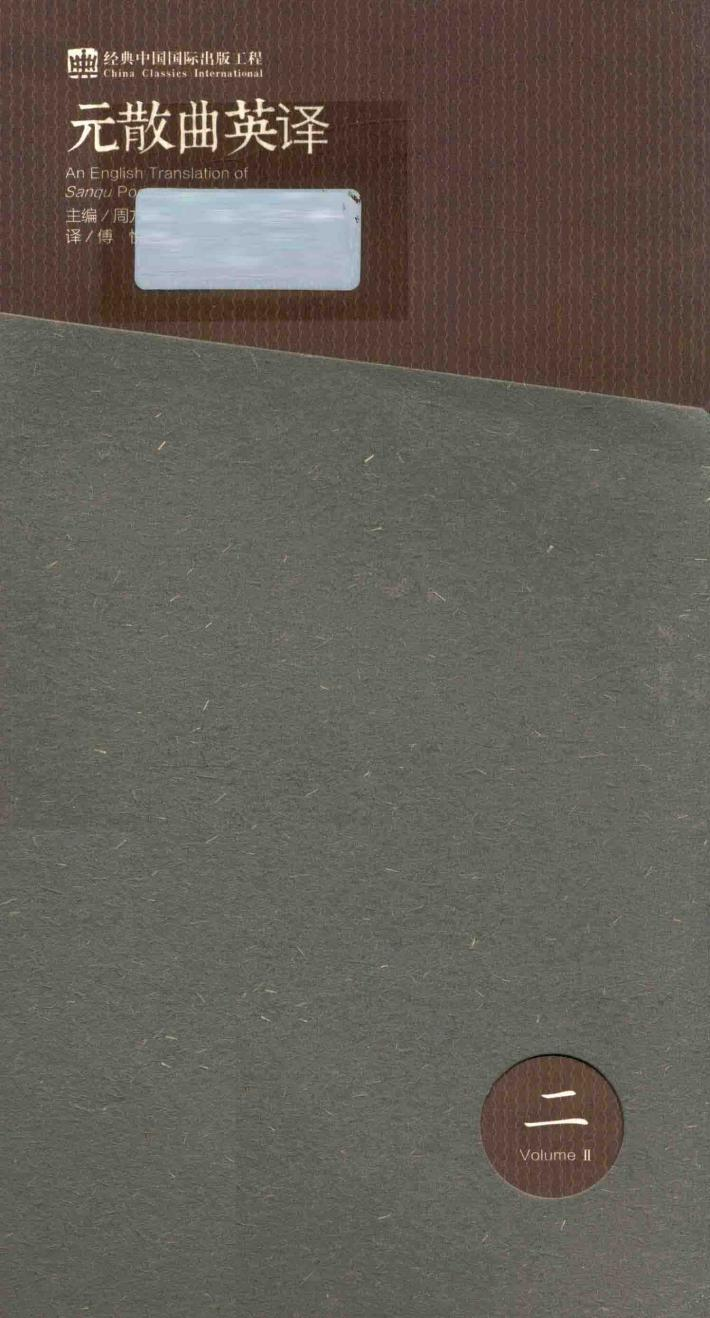 经典中国国际出版工程
China Classics International
元散曲英译
An English Translation of
Sanqu
主编/周
译/傅
二
Volume Ⅱ